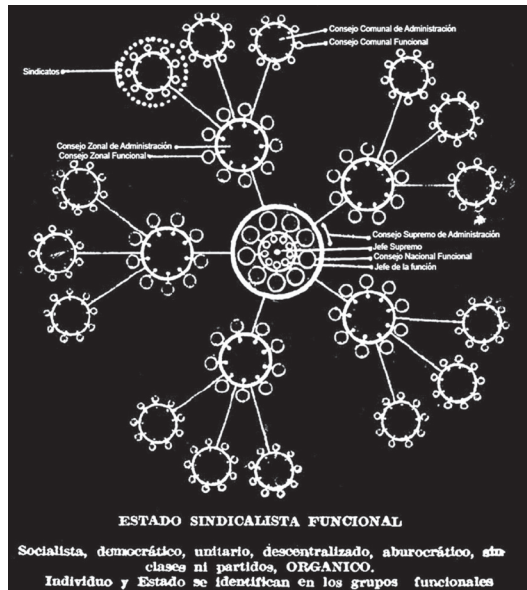 Consejo Comunal de Administración
Consejo Comunal Funcional
Sindicatos
Consejo Zonal de Administración
Consejo Zonal Funcional
Consejo Supremo de Administración
Jefe Supremo
Consejo Nacional Funcional
Jefe de la función
ESTADO SINDICALISTA FUNCIONAL
Socialista, democrático, unitario, descentralizado, aburocrático, sin
clases ni partidos, ORGANICO.
Individuo y Estado se identifican en los grupos funcionales